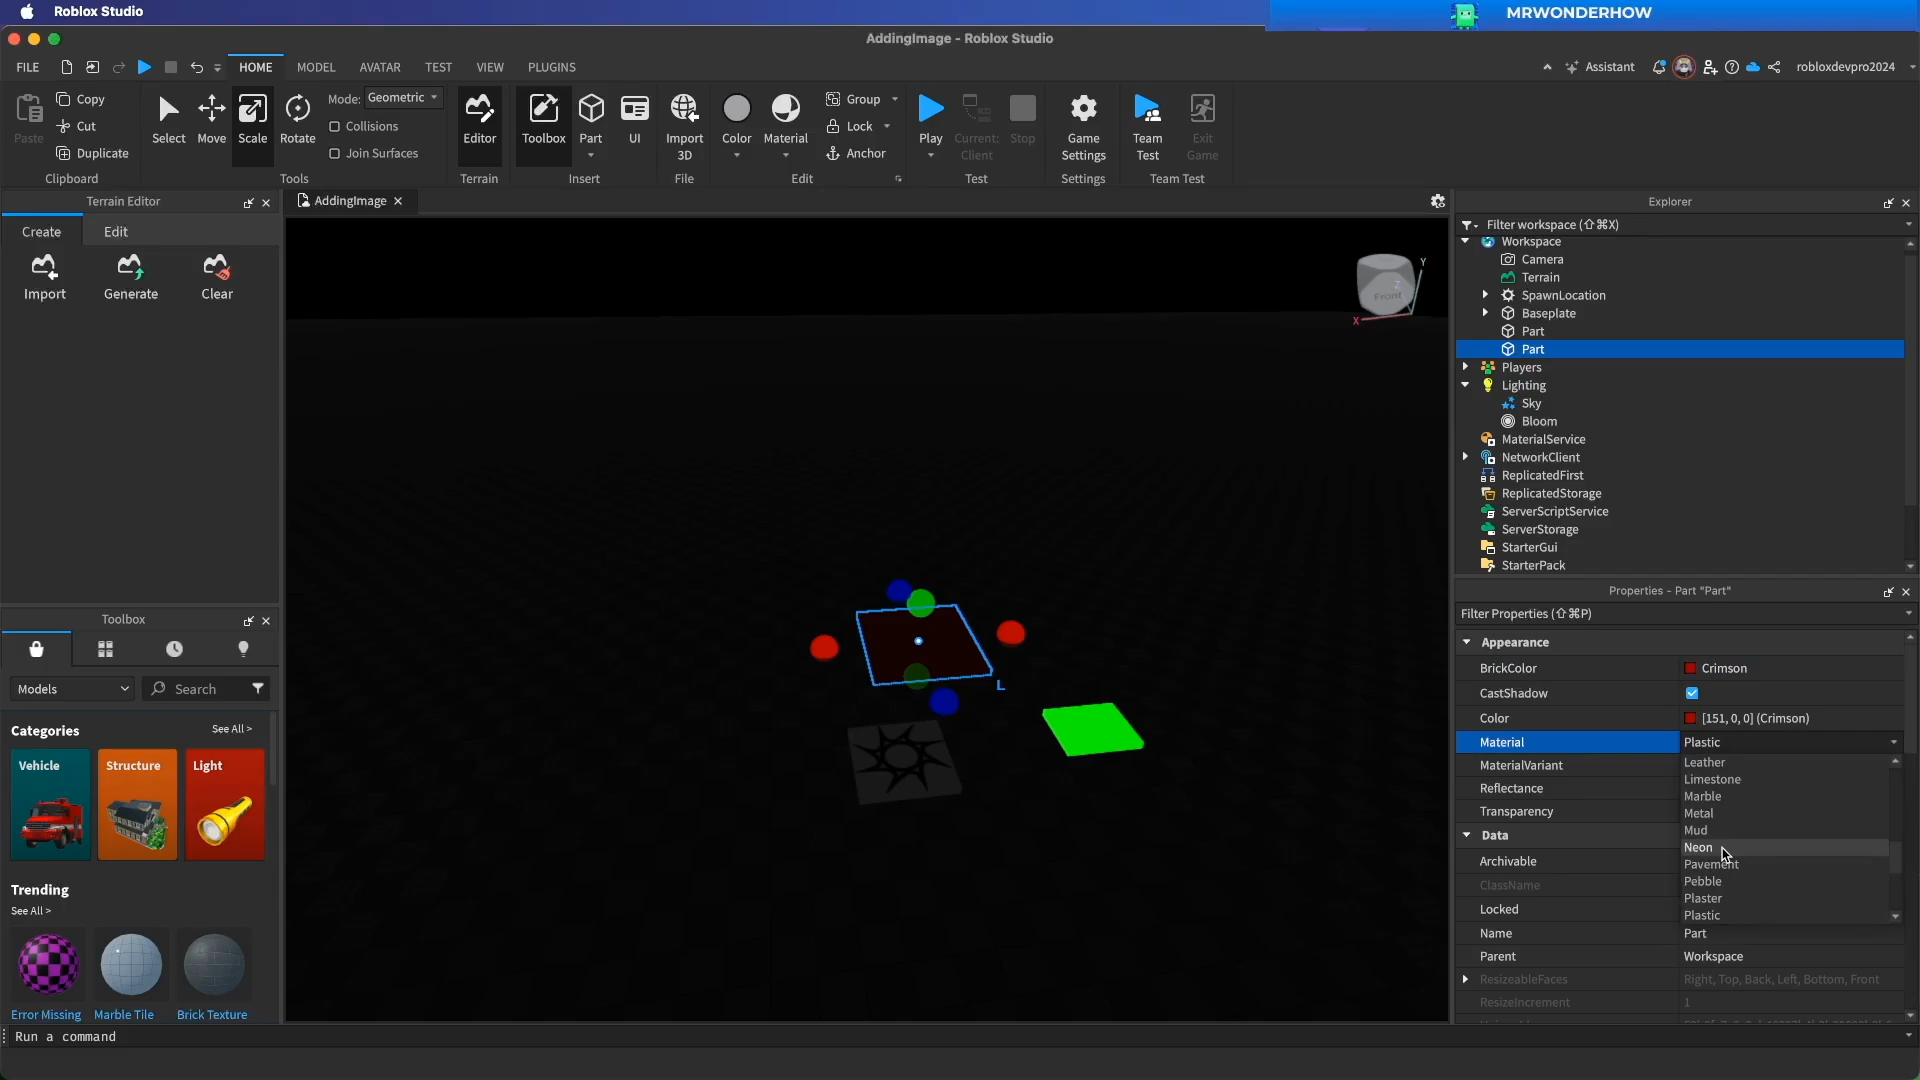 Roblox Studio
MRWONDERHOW
AddingImage - Roblox Studio
FILE
HOME
MODEL
AVATAR
TEST
VIEW
PLUGINS
Assistant
robloxdevpro2024
Paste
Copy
Cut
Duplicate
Clipboard
Select
Move
Scale
Rotate
Mode:
Geometric
Collisions
Join Surfaces
Tools
Editor
Terrain
Toolbox
Part
UI
Insert
Import
3D
File
Color
Material
Group
Lock
Anchor
Edit
Play
Current:
Client
Stop
Test
Game
Settings
Settings
Team
Test
Exit
Game
Team Test
Terrain Editor
Create
Edit
Import
Generate
Clear
AddingImage
Front
X
Y
Z
L
Toolbox
Models
Search
Categories
See All >
Vehicle
Structure
Light
Trending
See All >
Error Missing
Marble Tile
Brick Texture
Run a command
Explorer
Filter workspace (⇧⌘X)
Workspace
Camera
Terrain
SpawnLocation
Baseplate
Part
Part
Players
Lighting
Sky
Bloom
MaterialService
NetworkClient
ReplicatedFirst
ReplicatedStorage
ServerScriptService
ServerStorage
StarterGui
StarterPack
Properties - Part "Part"
Filter Properties (⇧⌘P)
Appearance
BrickColor
Crimson
CastShadow
Color
[151, 0, 0] (Crimson)
Material
Plastic
MaterialVariant
Reflectance
Transparency
Leather
Limestone
Marble
Metal
Mud
Neon
Pavement
Pebble
Plaster
Plastic
Data
Archivable
ClassName
Locked
Name
Part
Parent
Workspace
ResizeableFaces
Right, Top, Back, Left, Bottom, Front
ResizeIncrement
1